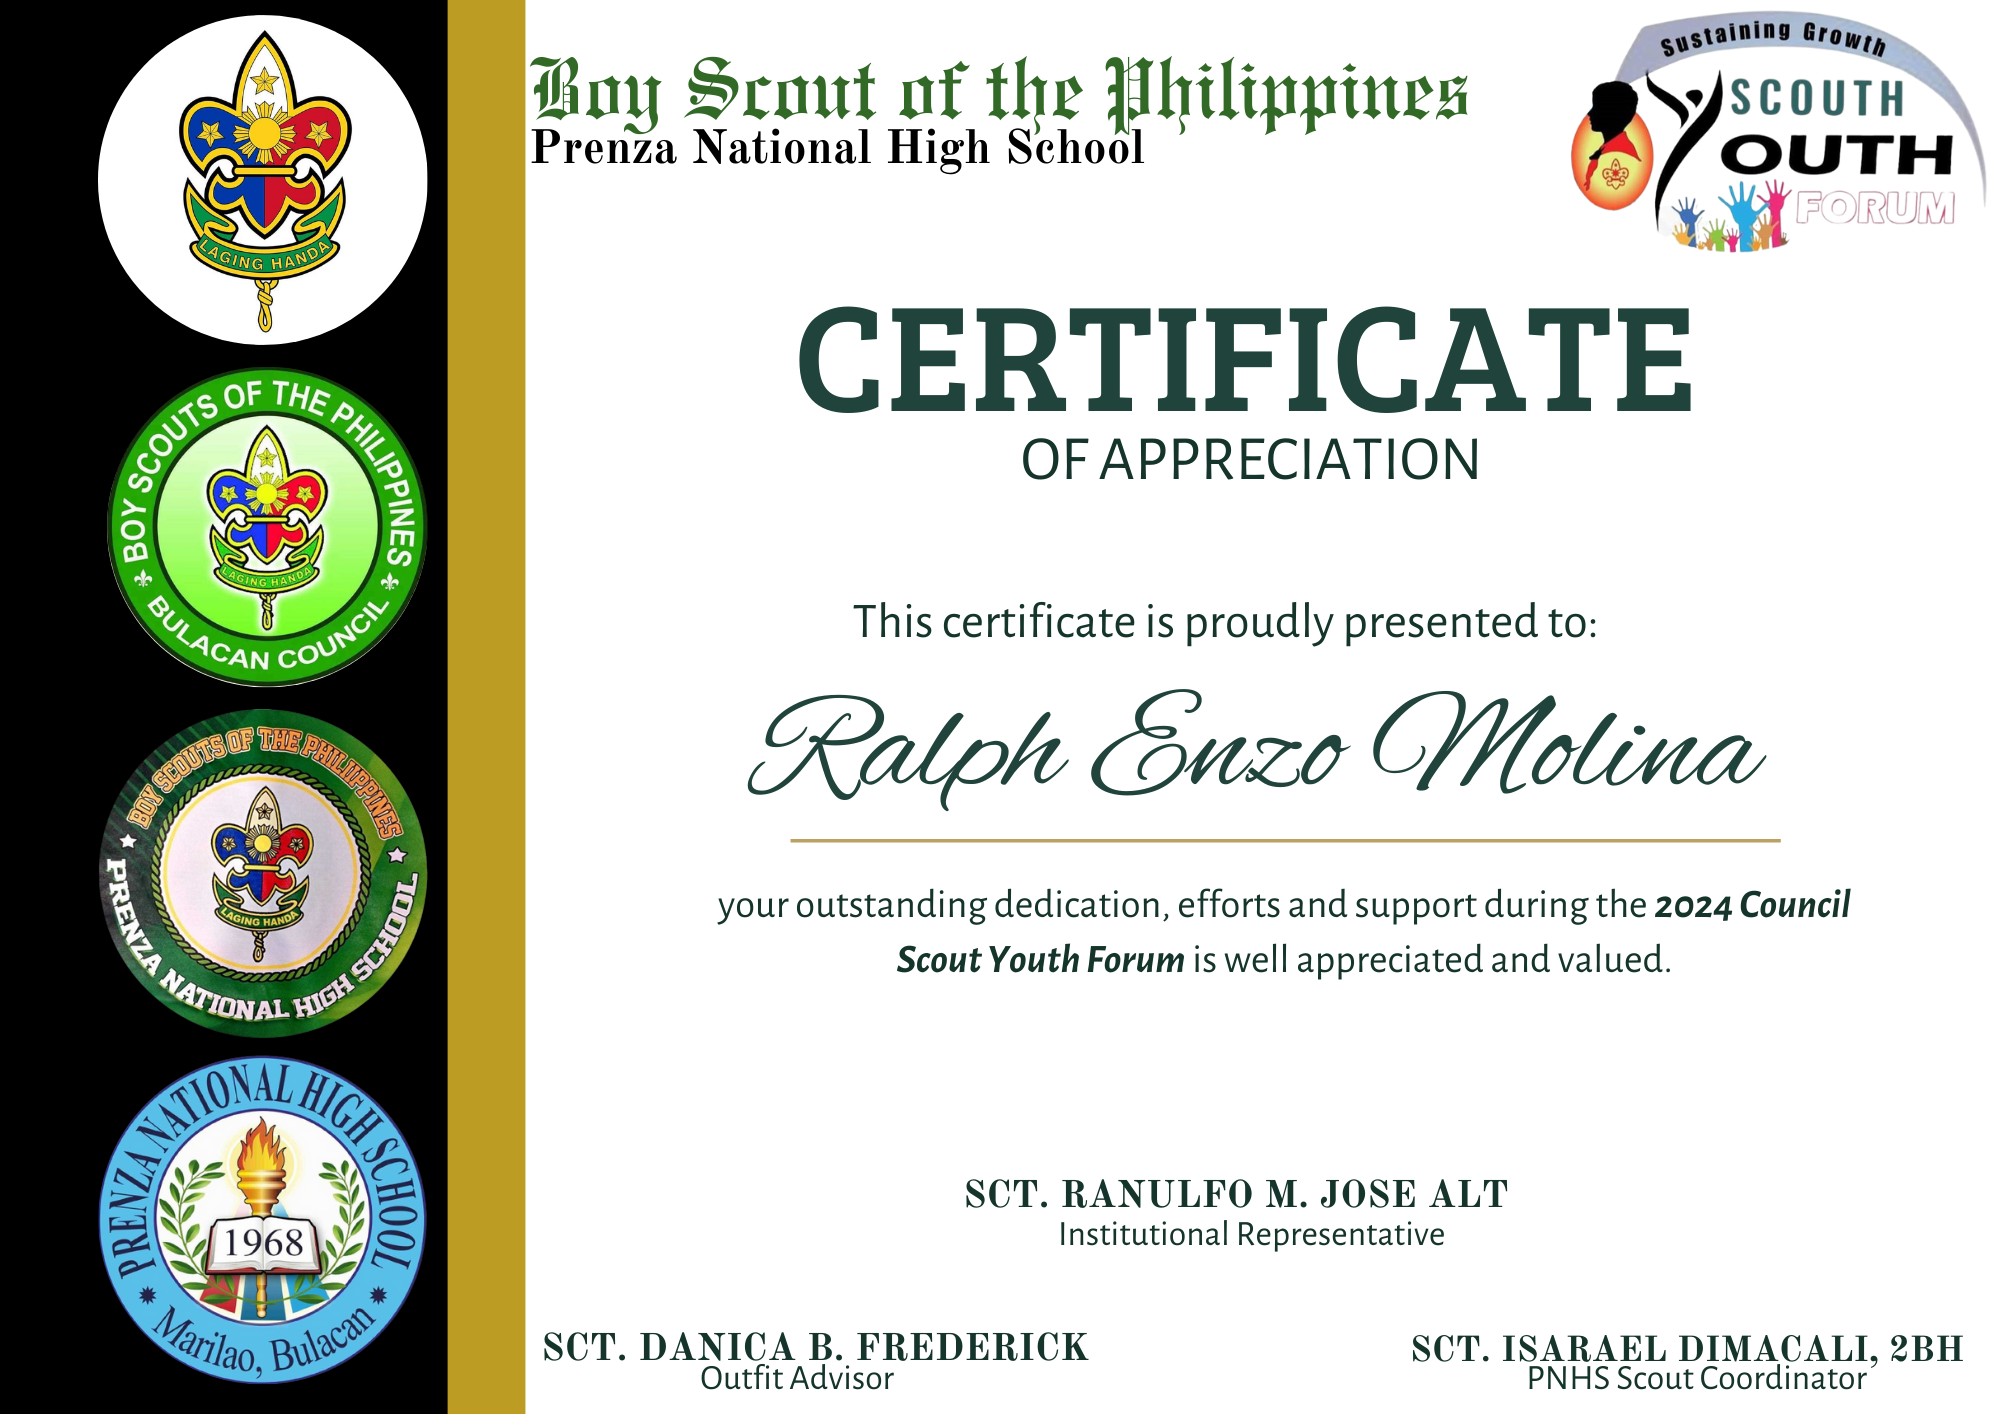 Boy Scout of the Philippines
Prenza National High School
Sustaining Growth
SCOUTH
YOUTH
FORUM
LAGING HANDA
BOY SCOUTS OF THE PHILIPPINES
LAGING HANDA
BULACAN COUNCIL
BOY SCOUTS OF THE PHILIPPINES
LAGING HANDA
PRENZA NATIONAL HIGH SCHOOL
PRENZA NATIONAL HIGH SCHOOL
1968
Marilao, Bulacan
CERTIFICATE
OF APPRECIATION
This certificate is proudly presented to:
Ralph Enzo Molina
your outstanding dedication, efforts and support during the 2024 Council
Scout Youth Forum is well appreciated and valued.
SCT. RANULFO M. JOSE ALT
Institutional Representative
SCT. DANICA B. FREDERICK
Outfit Advisor
SCT. ISARAEL DIMACALI, 2BH
PNHS Scout Coordinator